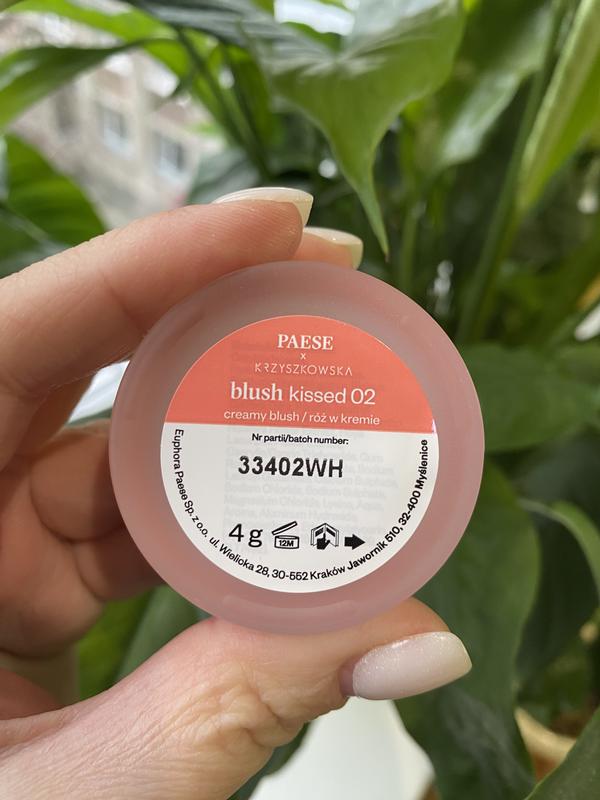 PAESE
x
KRZYSZKOWSKA
blush kissed 02
creamy blush / róż w kremie
Nr partii/batch number:
33402WH
4 g 12M
Euphora Paese Sp. z o.o. ul. Wielicka 28, 30-552 Kraków Jawornik 510, 32-400 Myślenice